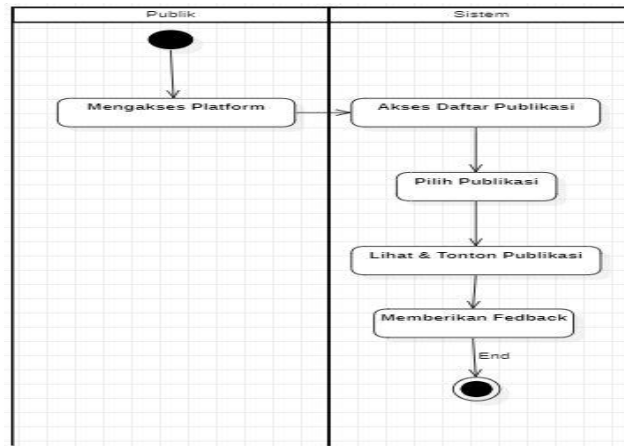 Publik
Sistem
Mengakses Platform
Akses Daftar Publikasi
Pilih Publikasi
Lihat & Tonton Publikasi
Memberikan Fedback
End